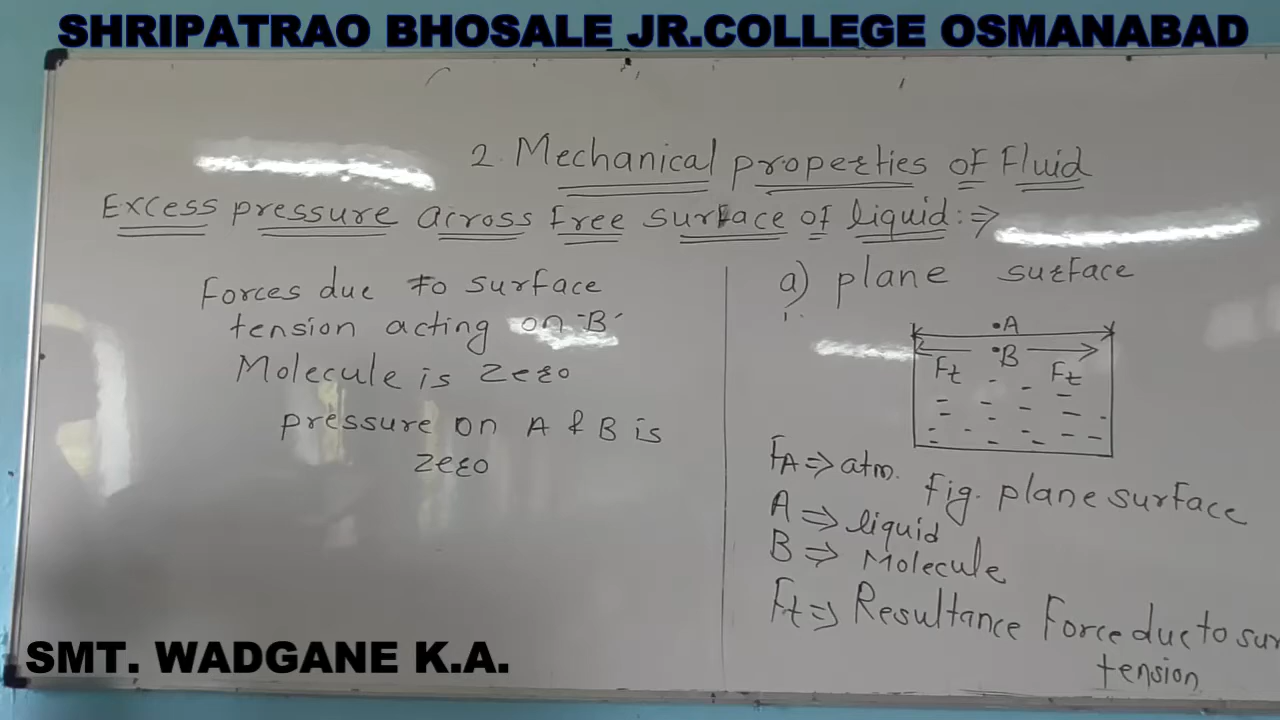 SHRIPATRAO BHOSALE JR.COLLEGE OSMANABAD
2. Mechanical properties of Fluid
Excess pressure across free surface of liquid :⇒
Forces due to surface
tension acting on 'B'
Molecule is zero
pressure on A & B is
zero
a) plane surface
A
B
Ft Ft
Fig. plane surface
FA ⇒ atm.
A ⇒ liquid
B ⇒ Molecule
Ft ⇒ Resultance Force due to sur
tension
SMT. WADGANE K.A.